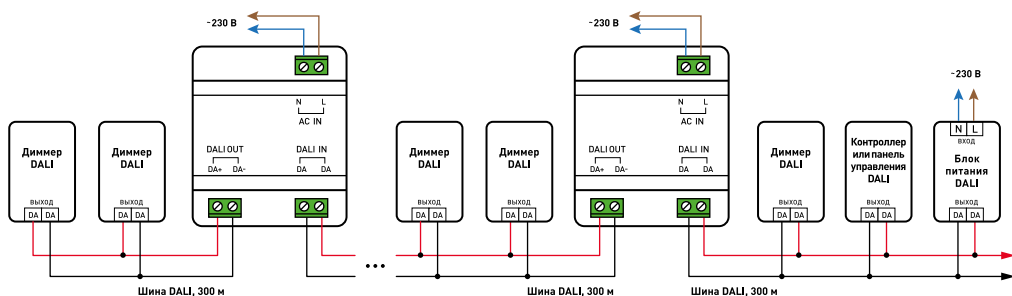 ~230 В
~230 В
~230 В
N L
AC IN
DALI OUT
DA+ DA-
DALI IN
DA DA
N L
AC IN
DALI OUT
DA+ DA-
DALI IN
DA DA
Диммер
DALI
ВЫХОД
DA DA
Диммер
DALI
ВЫХОД
DA DA
Диммер
DALI
ВЫХОД
DA DA
Диммер
DALI
ВЫХОД
DA DA
Диммер
DALI
ВЫХОД
DA DA
Контроллер
или панель
управления
DALI
ВЫХОД
DA DA
N L
ВХОД
Блок
питания
DALI
ВЫХОД
DA DA
...
Шина DALI, 300 м
Шина DALI, 300 м
Шина DALI, 300 м